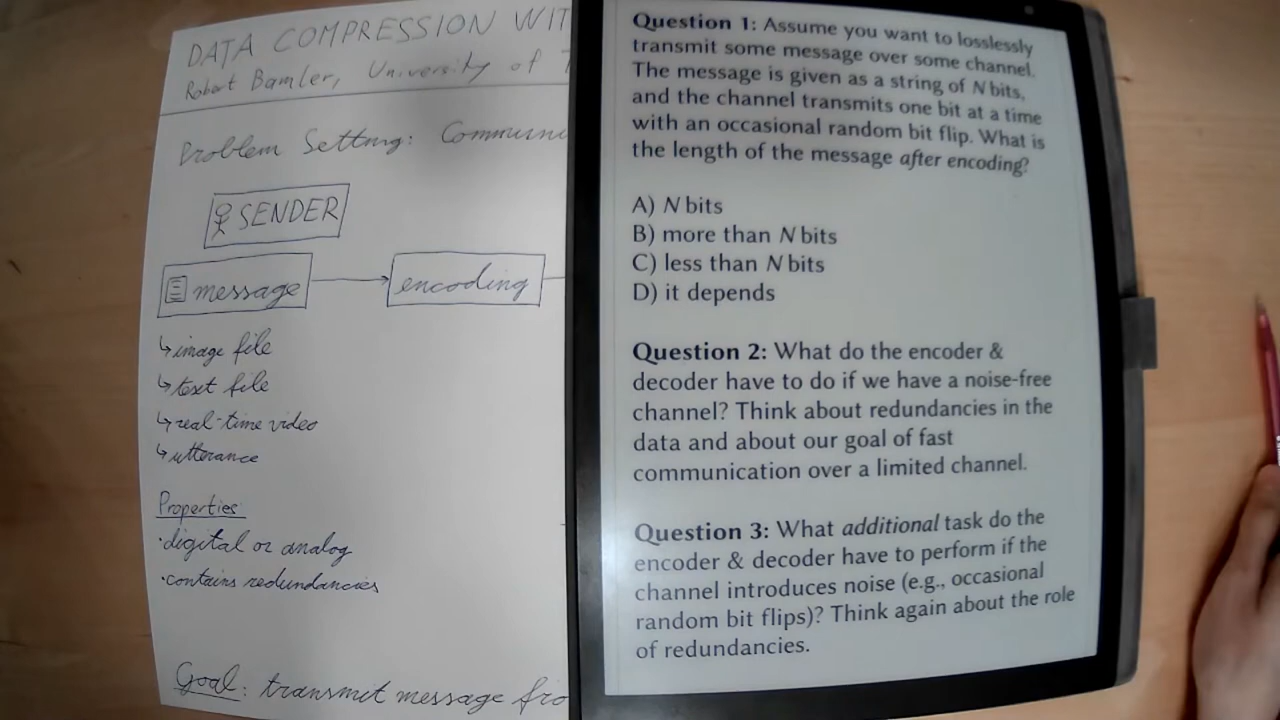 DATA COMPRESSION WIT
Robert Bamler, University of T
Problem Setting: Communi
SENDER
message
encoding
↳ image file
↳ text file
↳ real-time video
↳ utterance
Properties:
· digital or analog
· contains redundancies
Goal: transmit message fro
Question 1: Assume you want to losslessly
transmit some message over some channel.
The message is given as a string of N bits,
and the channel transmits one bit at a time
with an occasional random bit flip. What is
the length of the message after encoding?
A) N bits
B) more than N bits
C) less than N bits
D) it depends
Question 2: What do the encoder &
decoder have to do if we have a noise-free
channel? Think about redundancies in the
data and about our goal of fast
communication over a limited channel.
Question 3: What additional task do the
encoder & decoder have to perform if the
channel introduces noise (e.g., occasional
random bit flips)? Think again about the role
of redundancies.